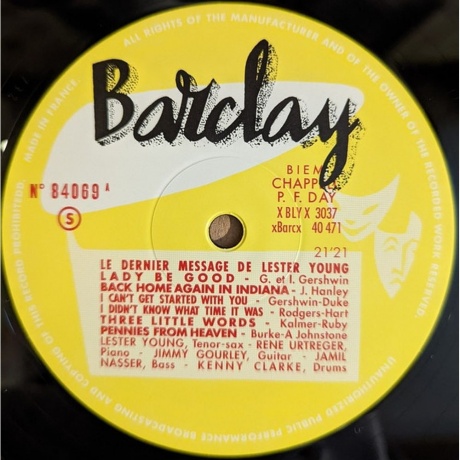 ALL RIGHTS OF THE MANUFACTURER AND OF THE OWNER OF THE RECORDED WORK RESERVED.
UNAUTHORIZED PUBLIC PERFORMANCE BROADCASTING AND COPYING OF THIS RECORD PROHIBITED.
MADE IN FRANCE
Barclay
N° 84069 A
S
BIEM
CHAPP
P. F. DAY
X BLY X 3037
xBarcx 40 471
21'21
LE DERNIER MESSAGE DE LESTER YOUNG
LADY BE GOOD - G. et I. Gershwin
BACK HOME AGAIN IN INDIANA - J. Hanley
I CAN'T GET STARTED WITH YOU - Gershwin-Duke
I DIDN'T KNOW WHAT TIME IT WAS - Rodgers-Hart
THREE LITTLE WORDS - Kalmer-Ruby
PENNIES FROM HEAVEN - Burke-A Johnstone
LESTER YOUNG, Tenor-sax - RENE URTREGER,
Piano - JIMMY GOURLEY, Guitar - JAMIL
NASSER, Bass - KENNY CLARKE, Drums